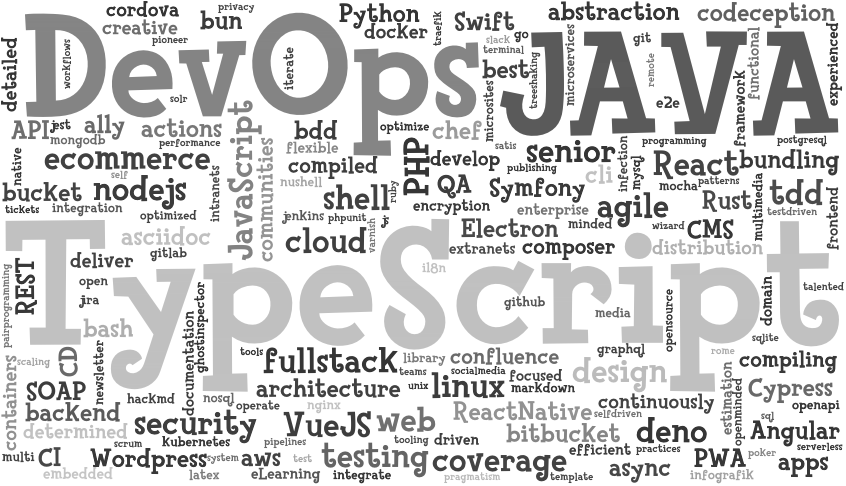 cordova
privacy
bun
Python
docker
traefik
Swift
abstraction
codeception
creative
pioneer
slack
go
terminal
git
detailed
workflows
DevOps
iterate
JAVA
microservices
treeshaking
remote
functional
experienced
solr
best
microsites
e2e
framework
API
jest
ally
actions
mongodb
performance
bdd
flexible
optimize
chef
satis
programming
postgresql
native
ecommerce
self
JavaScript
communities
compiled
PHP
develop
publishing
senior
infection
mysql
React
bundling
bucket
nodejs
intranets
nushell
shell
ruby
QA
Symfony
cli
mocha
patterns
multimedia
tdd
tickets
integration
optimized
jenkins
phpunit
js
encryption
enterprise
agile
Rust
testdriven
frontend
asciidoc
gitlab
cloud
varnish
Electron
minded
wizard
CMS
extranets
composer
distribution
TypeScript
pairprogramming
REST
deliver
open
jira
il8n
github
media
opensource
domain
talented
bash
ghostinspector
documentation
sqlite
containers
scaling
CD
newsletter
tools
fullstack
library
teams
confluence
socialmedia
graphql
rome
compiling
SOAP
hackmd
nosql
architecture
unix
linux
focused
markdown
design
estimation
openminded
Cypress
backend
operate
nginx
ReactNative
selfdriven
continuously
sql
openapi
determined
security
VueJS
web
bitbucket
deno
Angular
scrum
Kubernetes
pipelines
tooling
driven
efficient
practices
poker
serverless
multi
CI
Wordpress
system
aws
test
testing
coverage
async
PWA
apps
embedded
latex
eLearning
integrate
pragmatism
template
infografik